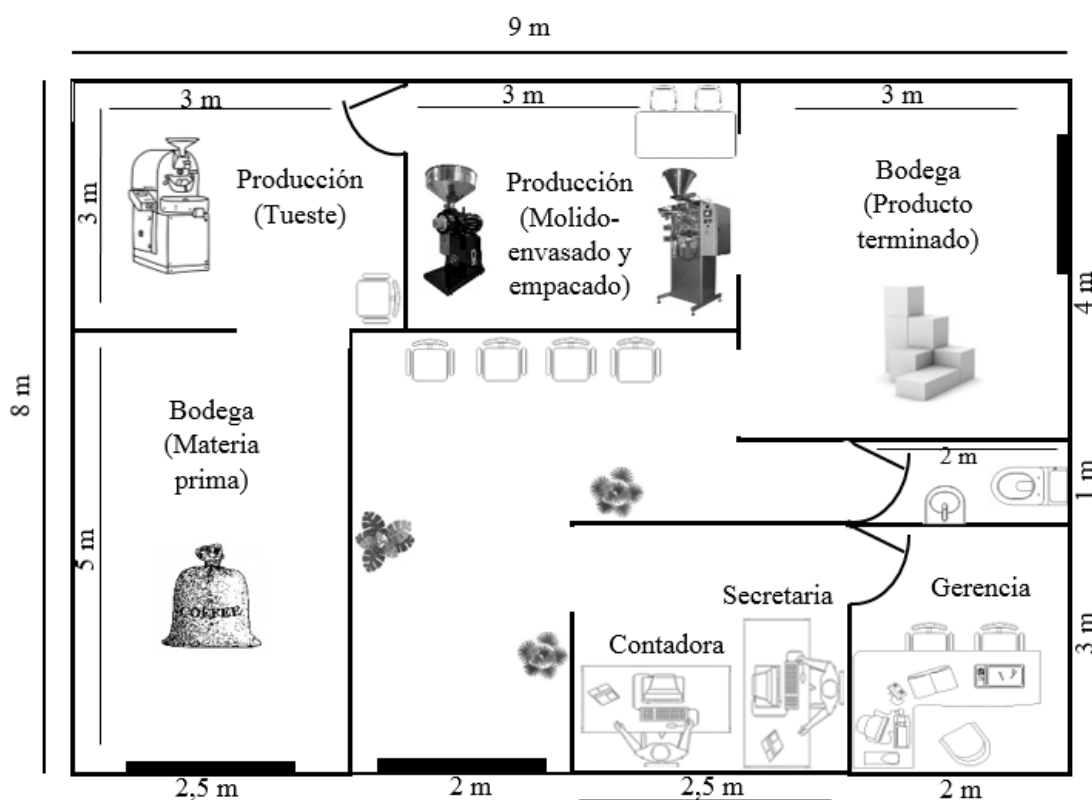 9 m
3 m
3 m
3 m
3 m
Producción
(Tueste)
Producción
(Molido-
envasado y
empacado)
Bodega
(Producto
terminado)
4 m
8 m
Bodega
(Materia
prima)
5 m
COFFEE
2 m
1 m
Secretaria
Contadora
Gerencia
3 m
2,5 m
2 m
2,5 m
2 m